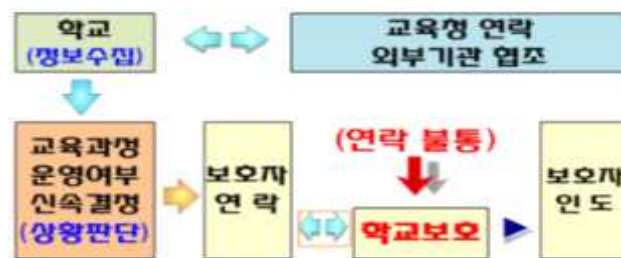 학교
(정보수집)
교육청 연락
외부기관 협조
교육과정
운영여부
신속결정
(상황판단)
보호자
연 락
(연락 불통)
학교보호
보호자
인 도